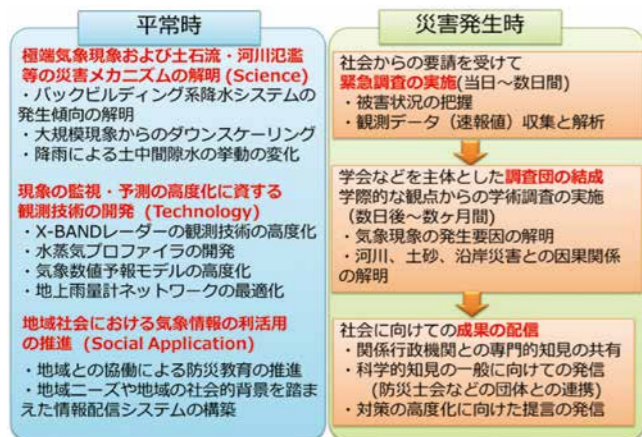 平常時
極端気象現象および土石流・河川氾濫
等の災害メカニズムの解明 (Science)
・バックビルディング系降水システムの
発生傾向の解明
・大規模現象からのダウンスケーリング
・降雨による土中間隙水の挙動の変化
現象の監視・予測の高度化に資する
観測技術の開発 (Technology)
・X-BANDレーダーの観測技術の高度化
・水蒸気プロファイラの開発
・気象数値予報モデルの高度化
・地上雨量計ネットワークの最適化
地域社会における気象情報の利活用
の推進 (Social Application)
・地域との協働による防災教育の推進
・地域ニーズや地域の社会的背景を踏ま
えた情報配信システムの構築
災害発生時
社会からの要請を受けて
緊急調査の実施(当日～数日間)
・被害状況の把握
・観測データ（速報値）収集と解析
学会などを主体とした調査団の結成
学際的な観点からの学術調査の実施
（数日後～数ヶ月間）
・気象現象の発生要因の解明
・河川、土砂、沿岸災害との因果関係
の解明
社会に向けての成果の配信
・関係行政機関との専門的知見の共有
・科学的知見の一般に向けての発信
(防災士会などの団体との連携)
・対策の高度化に向けた提言の発信